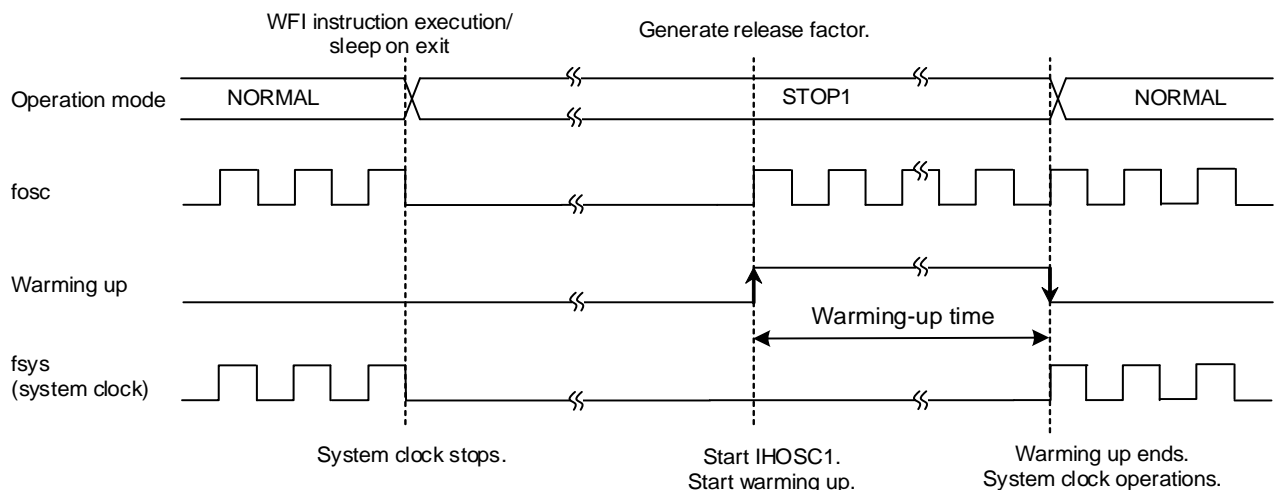 WFI instruction execution/
sleep on exit
Generate release factor.
Operation mode
NORMAL
STOP1
NORMAL
fosc
Warming up
Warming-up time
fsys
(system clock)
System clock stops.
Start IHOSC1.
Start warming up.
Warming up ends.
System clock operations.